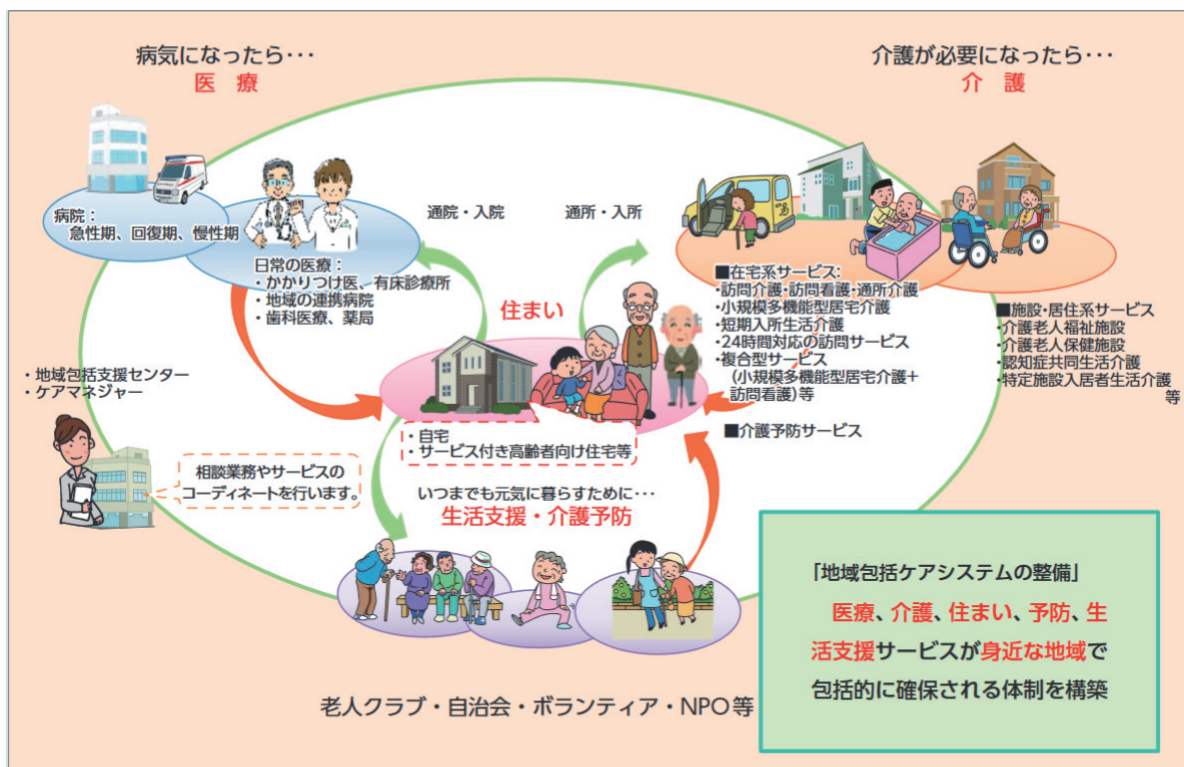 病気になったら･･･
医　療
介護が必要になったら･･･
介　護
病院：
急性期、回復期、慢性期
日常の医療：
・かかりつけ医、有床診療所
・地域の連携病院
・歯科医療、薬局
通院・入院
通所・入所
住まい
■在宅系サービス:
・訪問介護・訪問看護・通所介護
・小規模多機能型居宅介護
・短期入所生活介護
・24時間対応の訪問サービス
・複合型サービス
（小規模多機能型居宅介護＋
訪問看護）等
■介護予防サービス
■施設・居住系サービス
・介護老人福祉施設
・介護老人保健施設
・認知症共同生活介護
・特定施設入居者生活介護
等
・地域包括支援センター
・ケアマネジャー
相談業務やサービスの
コーディネートを行います。
・自宅
・サービス付き高齢者向け住宅等
いつまでも元気に暮らすために･･･
生活支援・介護予防
老人クラブ・自治会・ボランティア・NPO等
「地域包括ケアシステムの整備」
医療、介護、住まい、予防、生
活支援サービスが身近な地域で
包括的に確保される体制を構築